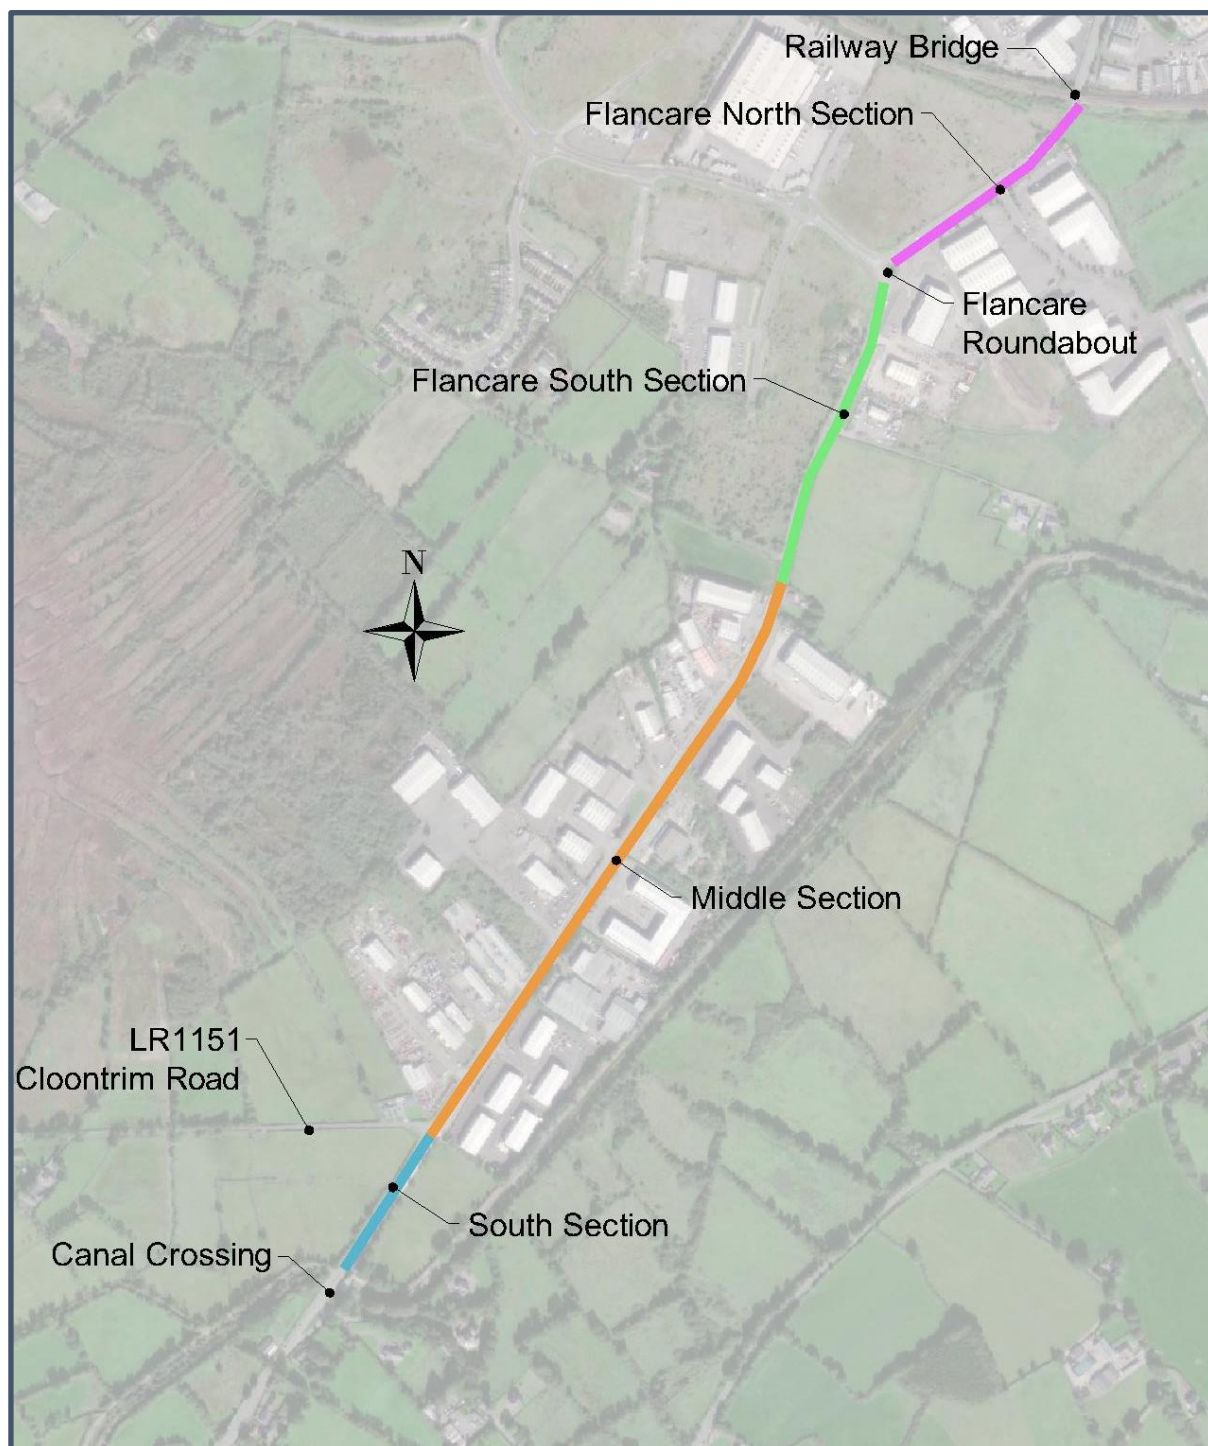 Railway Bridge
Flancare North Section
Flancare
Roundabout
Flancare South Section
N
Middle Section
LR1151
Cloontrim Road
South Section
Canal Crossing